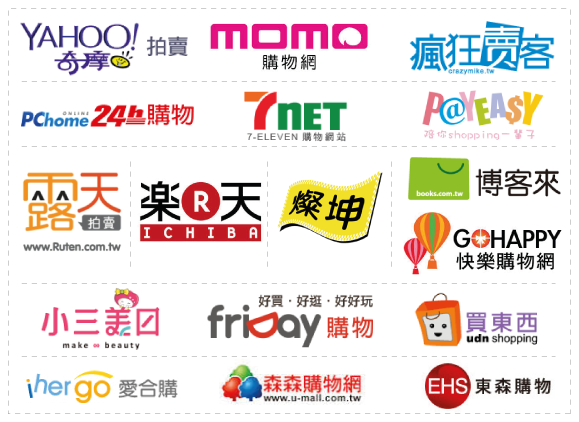 YAHOO!
奇摩 拍賣
momo
購物網
瘋狂賣客
crazymike.tw
PChome ONLINE 24h 購物
7NET
7-ELEVEN 購物網站
P@YEA$Y
陪你shopping一輩子
露天
拍賣
www.Ruten.com.tw
楽R天
ICHIBA
燦坤
books.com.tw
博客來
GOHAPPY
快樂購物網
小三美日
make beauty
好買・好逛・好好玩
friDay 購物
買東西
udn shopping
ihergo 愛合購
森森購物網
www.u-mall.com.tw
EHS 東森購物